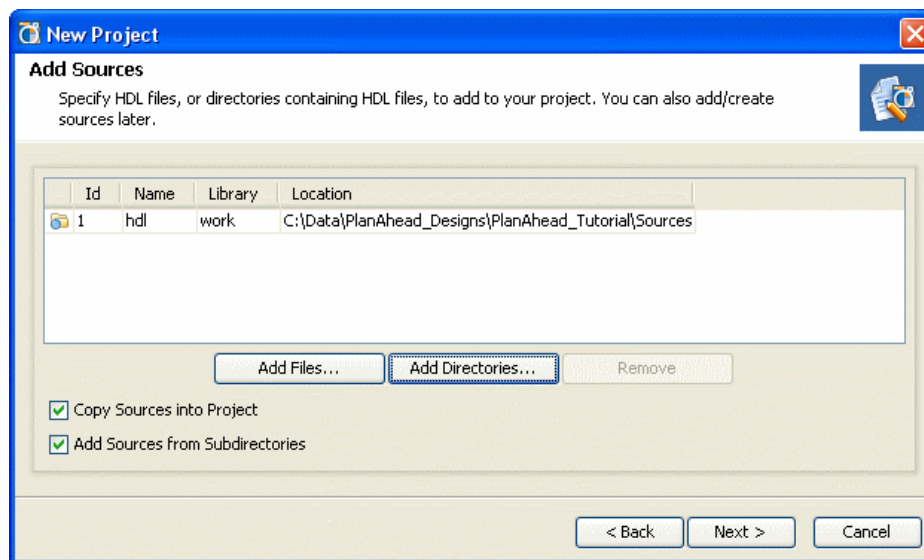 New Project
Add Sources
Specify HDL files, or directories containing HDL files, to add to your project. You can also add/create
sources later.
Id Name Library Location
1 hdl work C:\Data\PlanAhead_Designs\PlanAhead_Tutorial\Sources
Add Files... Add Directories... Remove
Copy Sources into Project
Add Sources from Subdirectories
< Back Next > Cancel